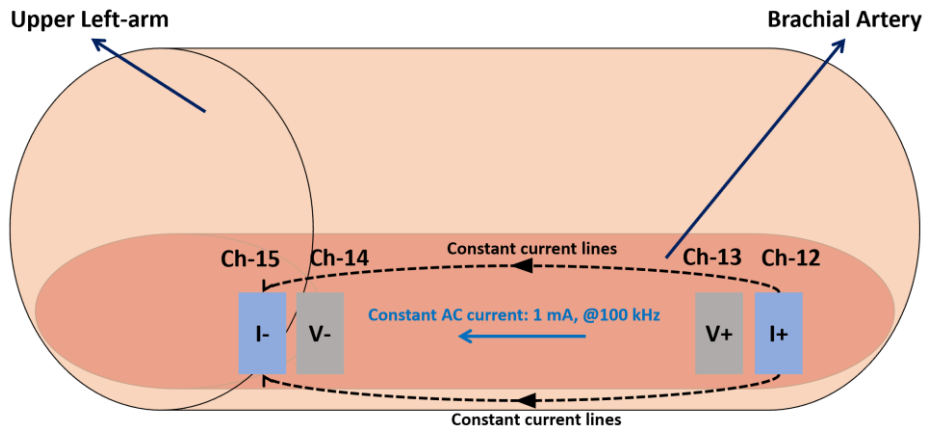 Upper Left-arm
Brachial Artery
Constant current lines
Ch-15
Ch-14
Ch-13
Ch-12
Constant AC current: 1 mA, @100 kHz
I-
V-
V+
I+
Constant current lines